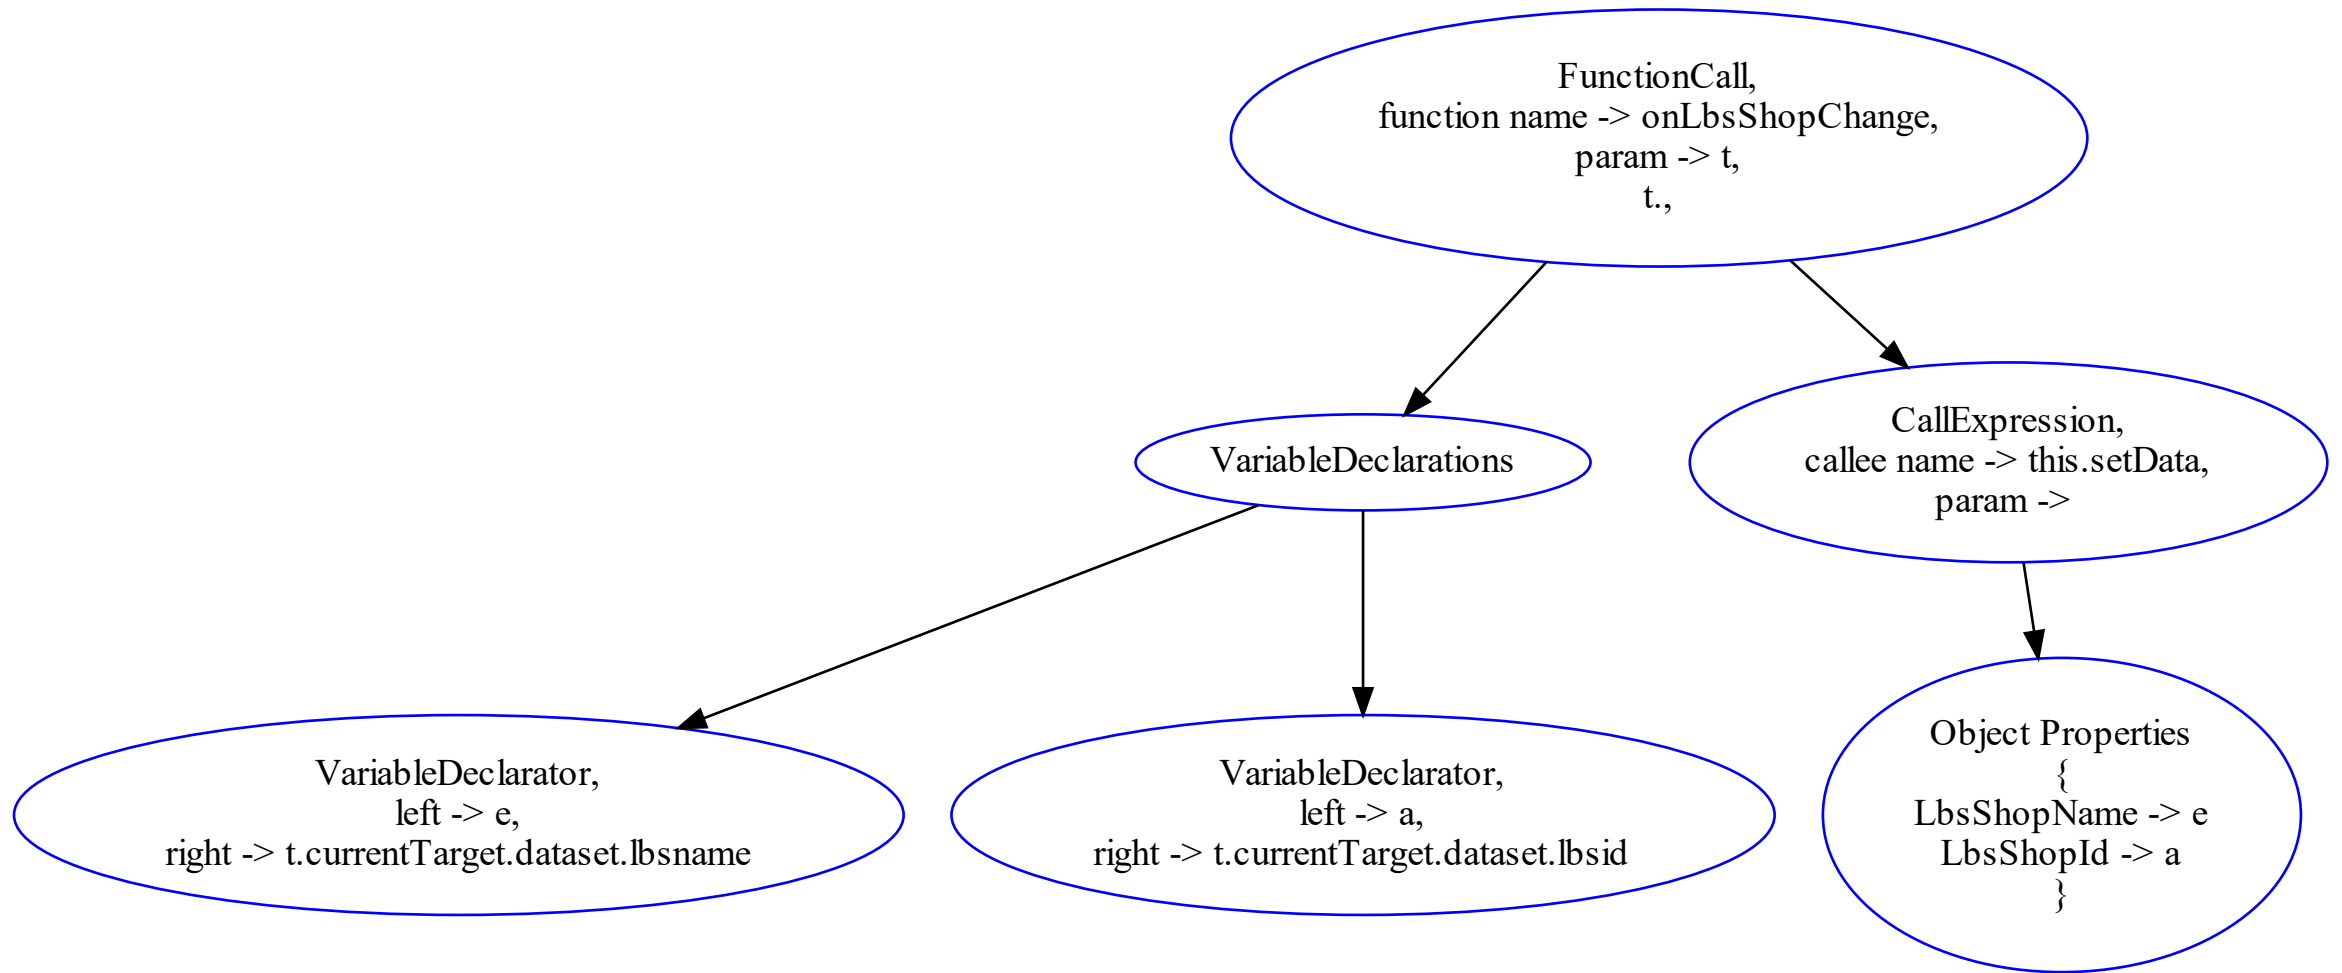 FunctionCall,
function name -> onLbsShopChange,
param -> t,
t.,
VariableDeclarations
CallExpression,
callee name -> this.setData,
param ->
VariableDeclarator,
left -> e,
right -> t.currentTarget.dataset.lbsname
VariableDeclarator,
left -> a,
right -> t.currentTarget.dataset.lbsid
Object Properties
{
LbsShopName -> e
LbsShopId -> a
}